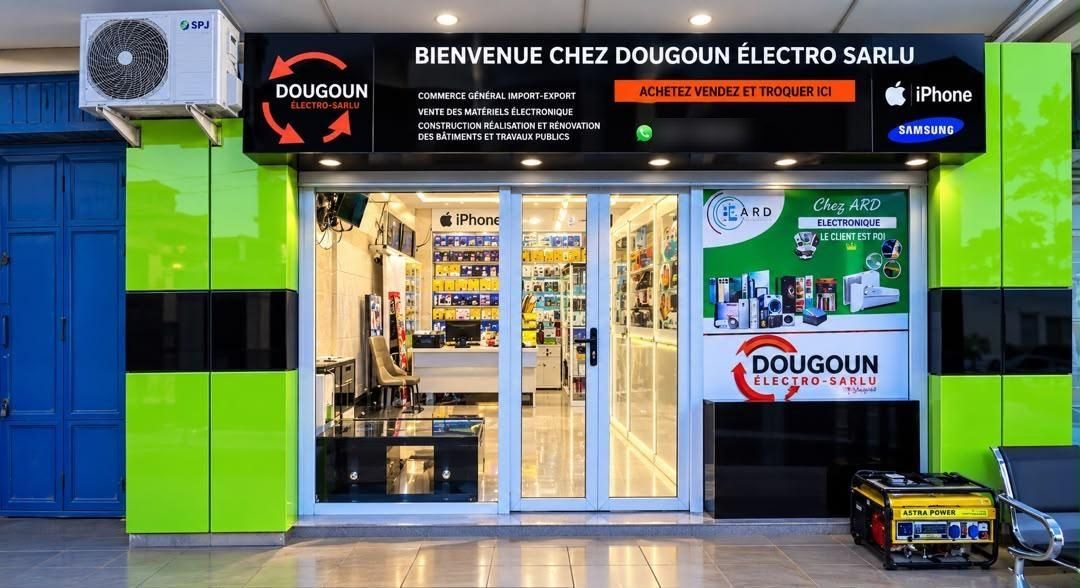 SPJ
BIENVENUE CHEZ DOUGOUN ÉLECTRO SARLU
DOUGOUN
ÉLECTRO-SARLU
COMMERCE GÉNÉRAL IMPORT-EXPORT
VENTE DES MATÉRIELS ÉLECTRONIQUE
CONSTRUCTION RÉALISATION ET RÉNOVATION
DES BÂTIMENTS ET TRAVAUX PUBLICS
ACHETEZ VENDEZ ET TROQUER ICI
iPhone
SAMSUNG
iPhone
ARD
Chez ARD
ELECTRONIQUE
LE CLIENT EST ROI
DOUGOUN
ÉLECTRO-SARLU
ASTRA POWER